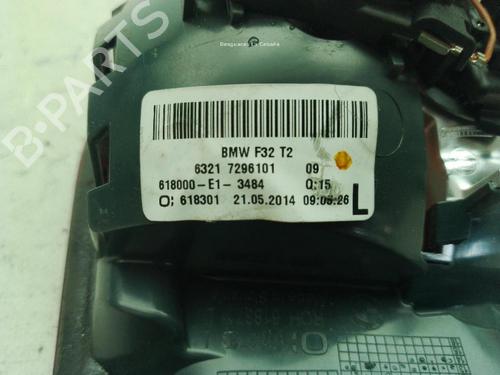 Desguaces La Cabaña
B-PARTS
BMW F32 T2
6321 7296101 09
618000-E1-3484 Q:15
O: 618301 21.05.2014 09:06:26 L